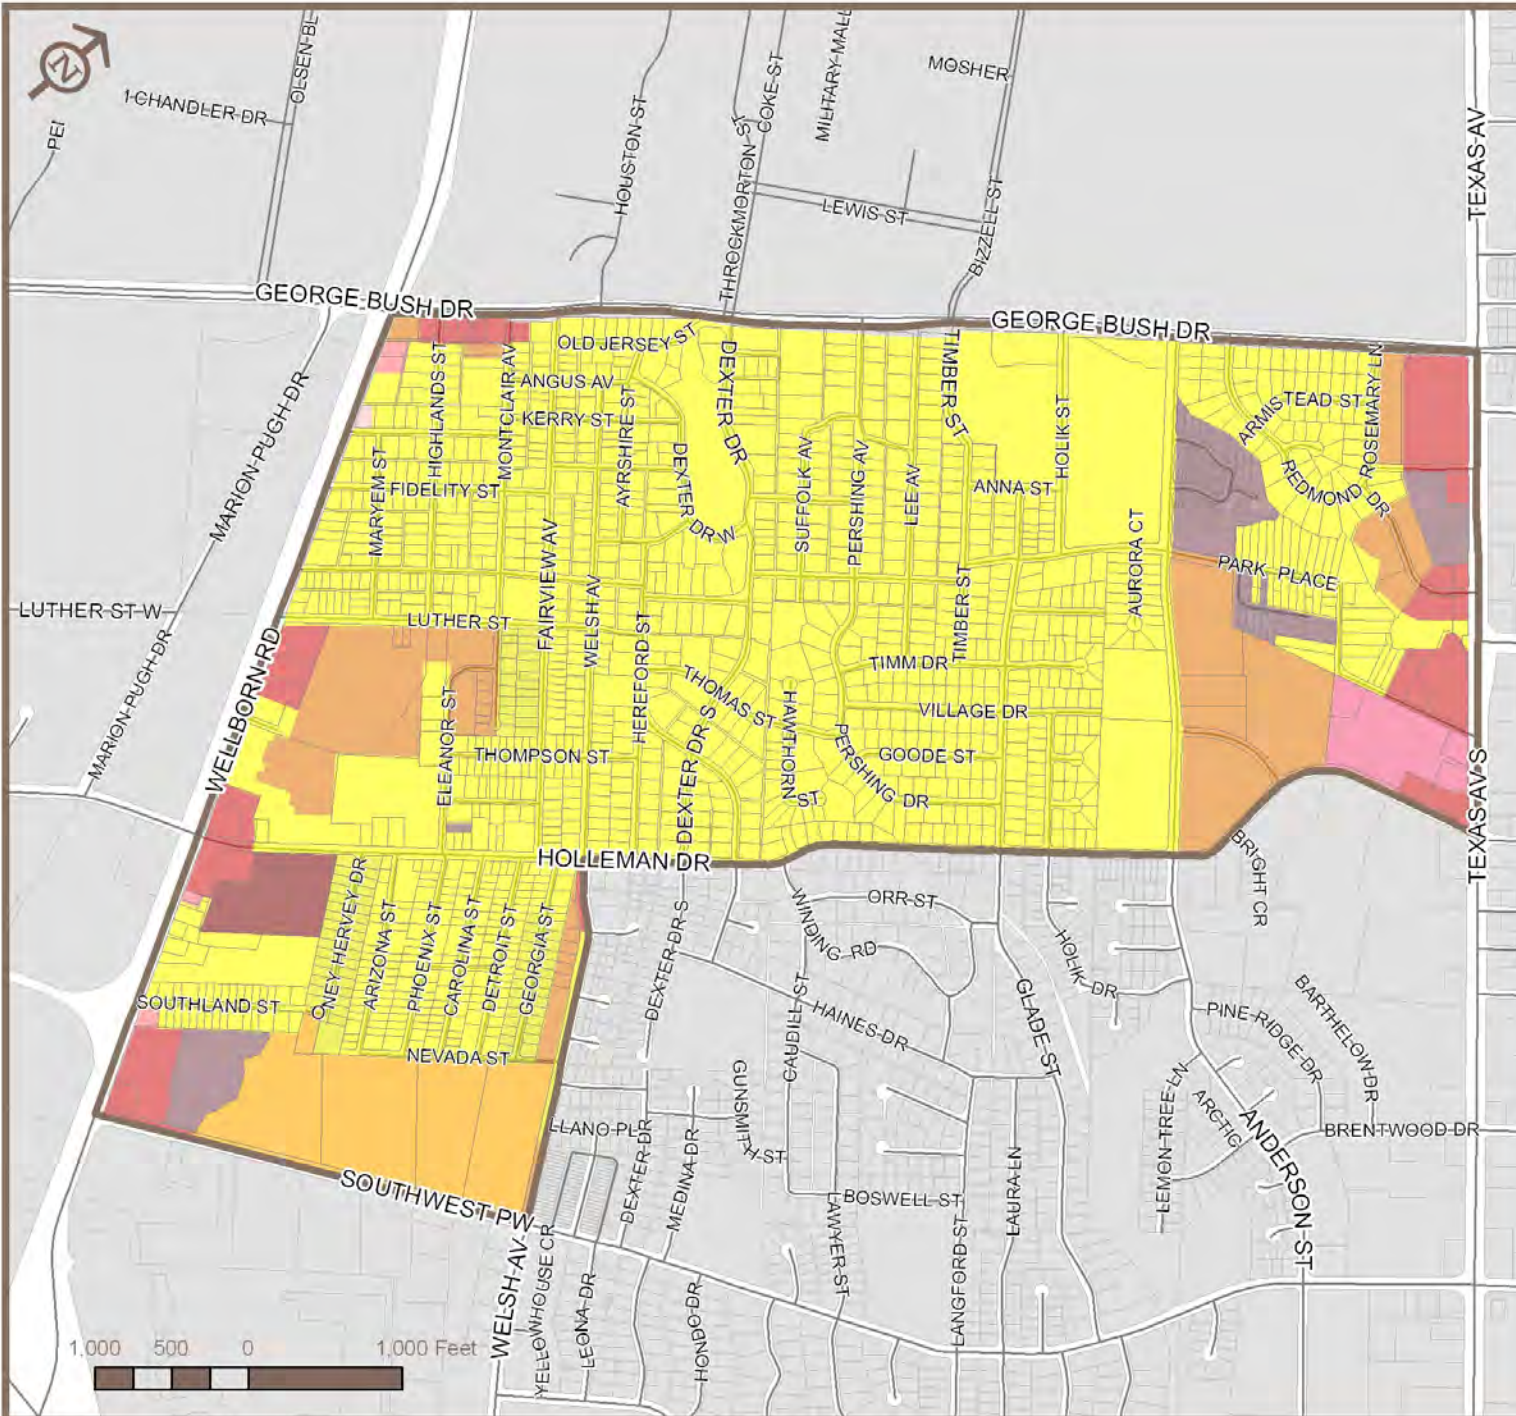 N
PEI
1 CHANDLER DR
OLSEN BL
HOUSTON ST
THROCKMORTON ST
COKE ST
MILITARY MALL
MOSHER
LEWIS ST
BIZZELL ST
TEXAS AV
GEORGE BUSH DR
GEORGE BUSH DR
MARION PUGH DR
OLD JERSEY ST
ANGUS AV
KERRY ST
HIGHLANDS ST
MONTCLAIR AV
AYRSHIRE ST
DEXTER DR
DEXTER DR W
TIMBER ST
HOLIK ST
ARMISTEAD ST
ROSEMARY LN
REDMOND DR
MARYEM ST
FIDELITY ST
FAIRVIEW AV
SUFFOLK AV
PERSHING AV
LEE AV
ANNA ST
AURORA CT
PARK PLACE
LUTHER ST W
MARION PUGH DR
WELLBORN RD
LUTHER ST
WELSH AV
HEREFORD ST
TIMBER ST
TIMM DR
THOMAS ST
HAWTHORN ST
VILLAGE DR
ELEANOR ST
THOMPSON ST
DEXTER DR S
PERSHING DR
GOODE ST
TEXAS AV S
HOLLEMAN DR
BRIGHT CR
ONEY HERVEY DR
ARIZONA ST
PHOENIX ST
CAROLINA ST
DETROIT ST
GEORGIA ST
DEXTER DR S
WINDING RD
ORR ST
HOLIK DR
SOUTHLAND ST
NEVADA ST
CAUDILL ST
HAINES DR
GLADE ST
PINE RIDGE DR
BARTHELOW DR
LLANO PL
DEXTER DR
MEDINA DR
GUNSMITH ST
LEMON TREE LN
ARCTIC
ANDERSON ST
BRENTWOOD DR
SOUTHWEST PW
BOSWELL ST
LAWYER ST
LANGFORD ST
LAURA LN
WELSH AV
YELLOWHOUSE CR
LEONA DR
HONDO DR
1,000 500 0 1,000 Feet